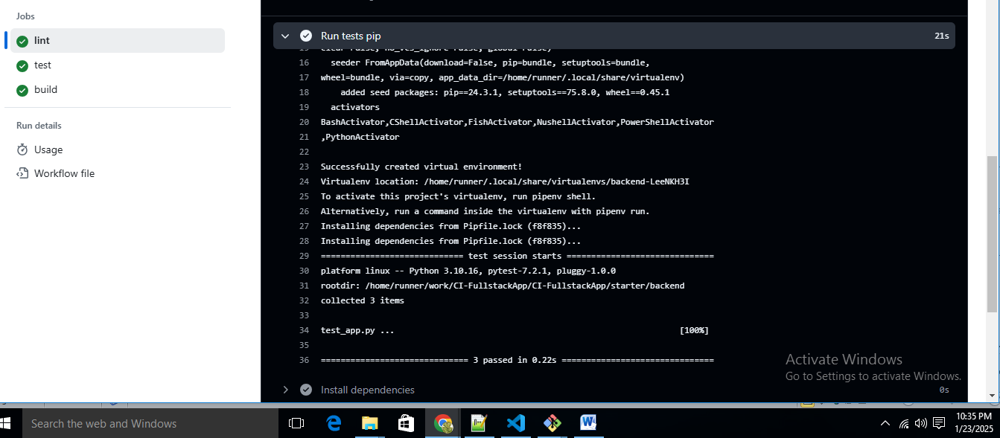 Jobs
lint
test
build
Run details
Usage
Workflow file
Run tests pip 21s
15 clear=False, no_vcs_ignore=False, global=False)
16 seeder FromAppData(download=False, pip=bundle, setuptools=bundle,
17 wheel=bundle, via=copy, app_data_dir=/home/runner/.local/share/virtualenv)
18 added seed packages: pip==24.3.1, setuptools==75.8.0, wheel==0.45.1
19 activators
20 BashActivator,CShellActivator,FishActivator,NushellActivator,PowerShellActivator
21 ,PythonActivator
22
23 Successfully created virtual environment!
24 Virtualenv location: /home/runner/.local/share/virtualenvs/backend-LeeNKH3I
25 To activate this project's virtualenv, run pipenv shell.
26 Alternatively, run a command inside the virtualenv with pipenv run.
27 Installing dependencies from Pipfile.lock (f8f835)...
28 Installing dependencies from Pipfile.lock (f8f835)...
29 ============================= test session starts ==============================
30 platform linux -- Python 3.10.16, pytest-7.2.1, pluggy-1.0.0
31 rootdir: /home/runner/work/CI-FullstackApp/CI-FullstackApp/starter/backend
32 collected 3 items
33
34 test_app.py ... [100%]
35
36 ============================== 3 passed in 0.22s ===============================
Install dependencies 0s
Activate Windows
Go to Settings to activate Windows.
Search the web and Windows
10:35 PM
1/23/2025